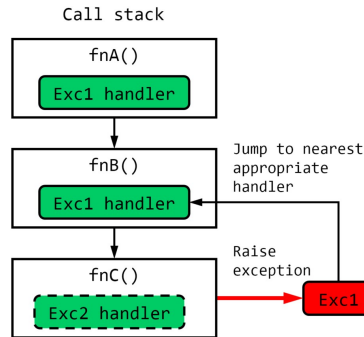 Call stack
fnA()
Exc1 handler
fnB()
Exc1 handler
Jump to nearest
appropriate
handler
fnC()
Exc2 handler
Raise
exception
Exc1